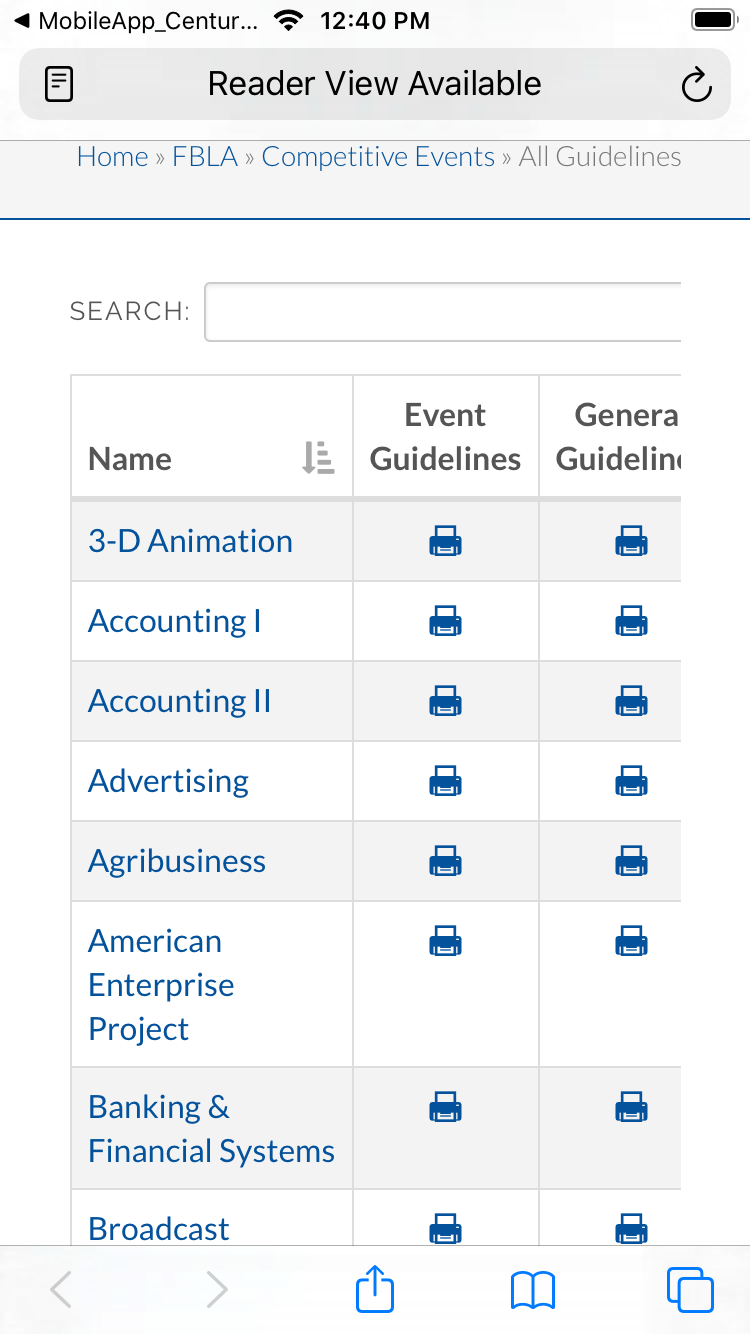 MobileApp_Centur... 12:40 PM
Reader View Available
Home » FBLA » Competitive Events » All Guidelines
SEARCH:
Name
Event
Guidelines
Genera
Guideline
3-D Animation
Accounting I
Accounting II
Advertising
Agribusiness
American
Enterprise
Project
Banking &
Financial Systems
Broadcast